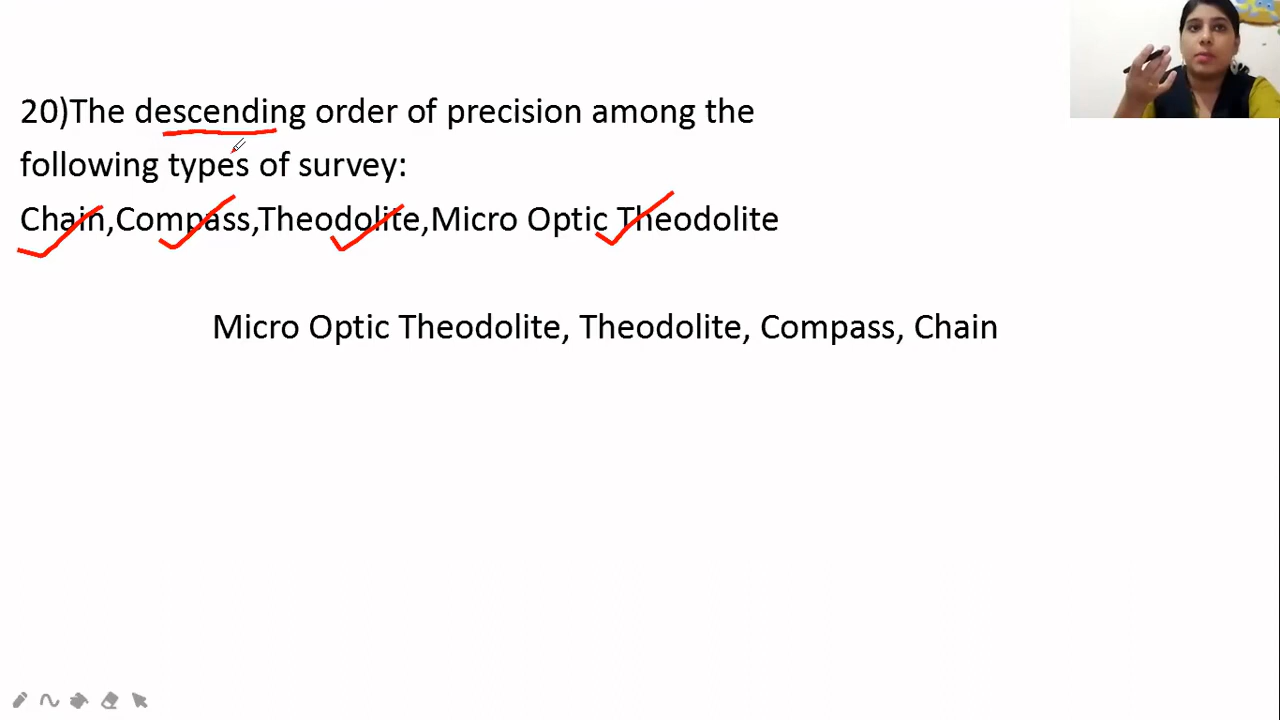 20)The descending order of precision among the
following types of survey:
Chain,Compass,Theodolite,Micro Optic Theodolite
Micro Optic Theodolite, Theodolite, Compass, Chain